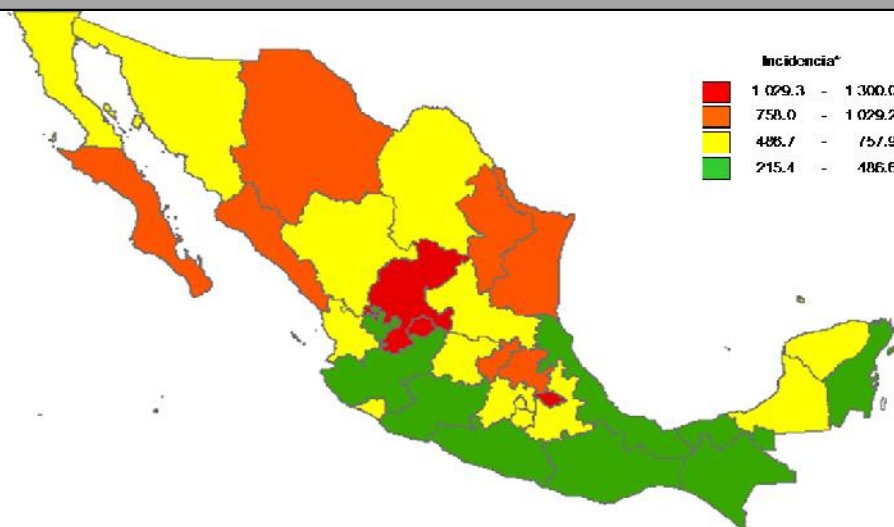 Incidencia*
1 029.3 - 1 300.0
758.0 - 1 029.2
486.7 - 757.9
215.4 - 486.6